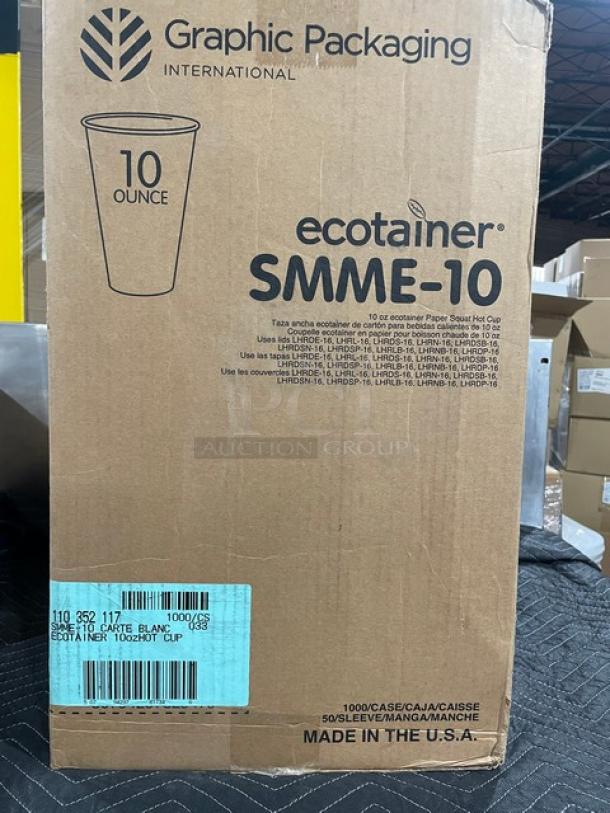 Graphic Packaging
INTERNATIONAL
10
OUNCE
ecotainer®
SMME-10
10 oz ecotainer Paper Squat Hot Cup
Taza ancha ecotainer de cartón para bebidas calientes de 10 oz
Coupelle ecotainer en papier pour boisson chaude de 10 oz
Uses lids LHRDE-16, LHRL-16, LHRDS-16, LHRN-16, LHRDSB-16,
LHRDSN-16, LHRDSP-16, LHRLB-16, LHRNB-16, LHRDP-16
Use las tapas LHRDE-16, LHRL-16, LHRDS-16, LHRN-16, LHRDSB-16,
LHRDSN-16, LHRDSP-16, LHRLB-16, LHRNB-16, LHRDP-16
Use les couvercles LHRDE-16, LHRL-16, LHRDS-16, LHRN-16, LHRDSB-16,
LHRDSN-16, LHRDSP-16, LHRLB-16, LHRNB-16, LHRDP-16
PCI
AUCTION GROUP
110 352 117 1000/CS
SMME-10 CARTE BLANC 033
ECOTAINER 10ozHOT CUP
1000/CASE/CAJA/CAISSE
50/SLEEVE/MANGA/MANCHE
MADE IN THE U.S.A.